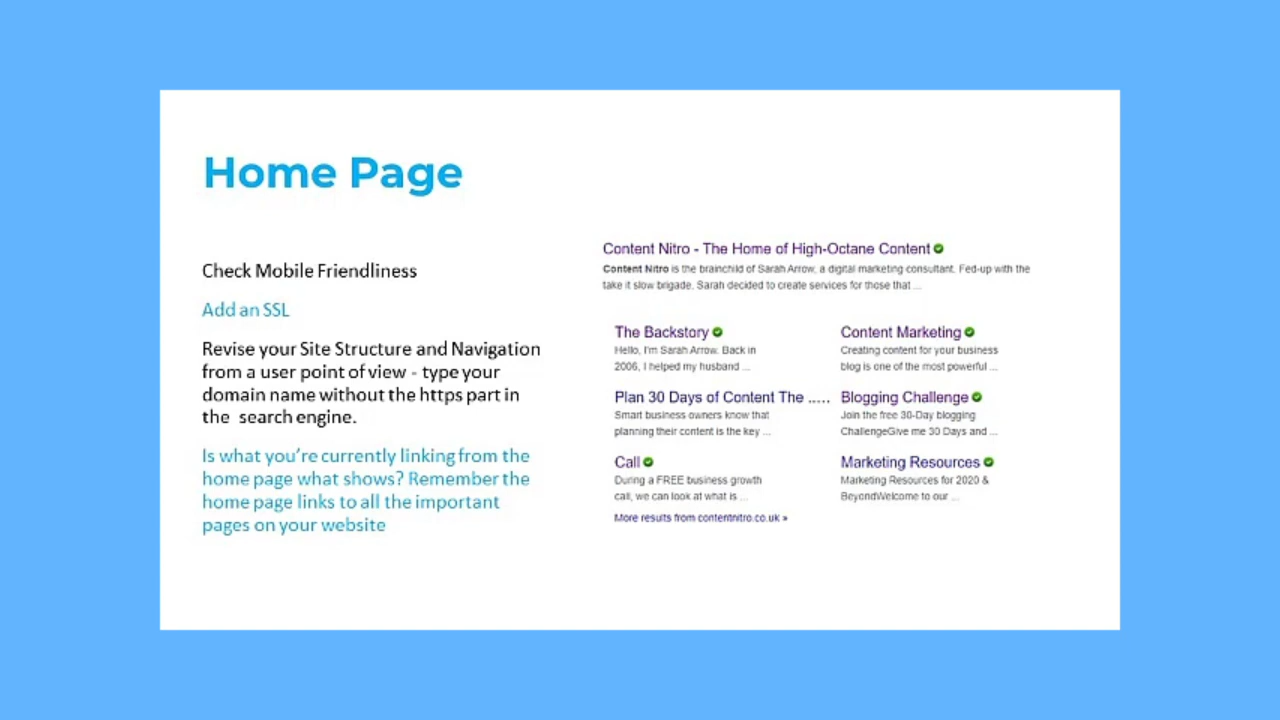 Home Page
Check Mobile Friendliness
Add an SSL
Revise your Site Structure and Navigation
from a user point of view - type your
domain name without the https part in
the search engine.
Is what you're currently linking from the
home page what shows? Remember the
home page links to all the important
pages on your website
Content Nitro - The Home of High-Octane Content
Content Nitro is the brainchild of Sarah Arrow, a digital marketing consultant. Fed-up with the
take it slow brigade, Sarah decided to create services for those that ...
The Backstory
Hello, I'm Sarah Arrow. Back in
2006, I helped my husband ...
Content Marketing
Creating content for your business
blog is one of the most powerful ...
Plan 30 Days of Content The .....
Smart business owners know that
planning their content is the key ...
Blogging Challenge
Join the free 30-Day blogging
ChallengeGive me 30 Days and ...
Call
During a FREE business growth
call, we can look at what is ...
Marketing Resources
Marketing Resources for 2020 &
BeyondWelcome to our ...
More results from contentnitro.co.uk »